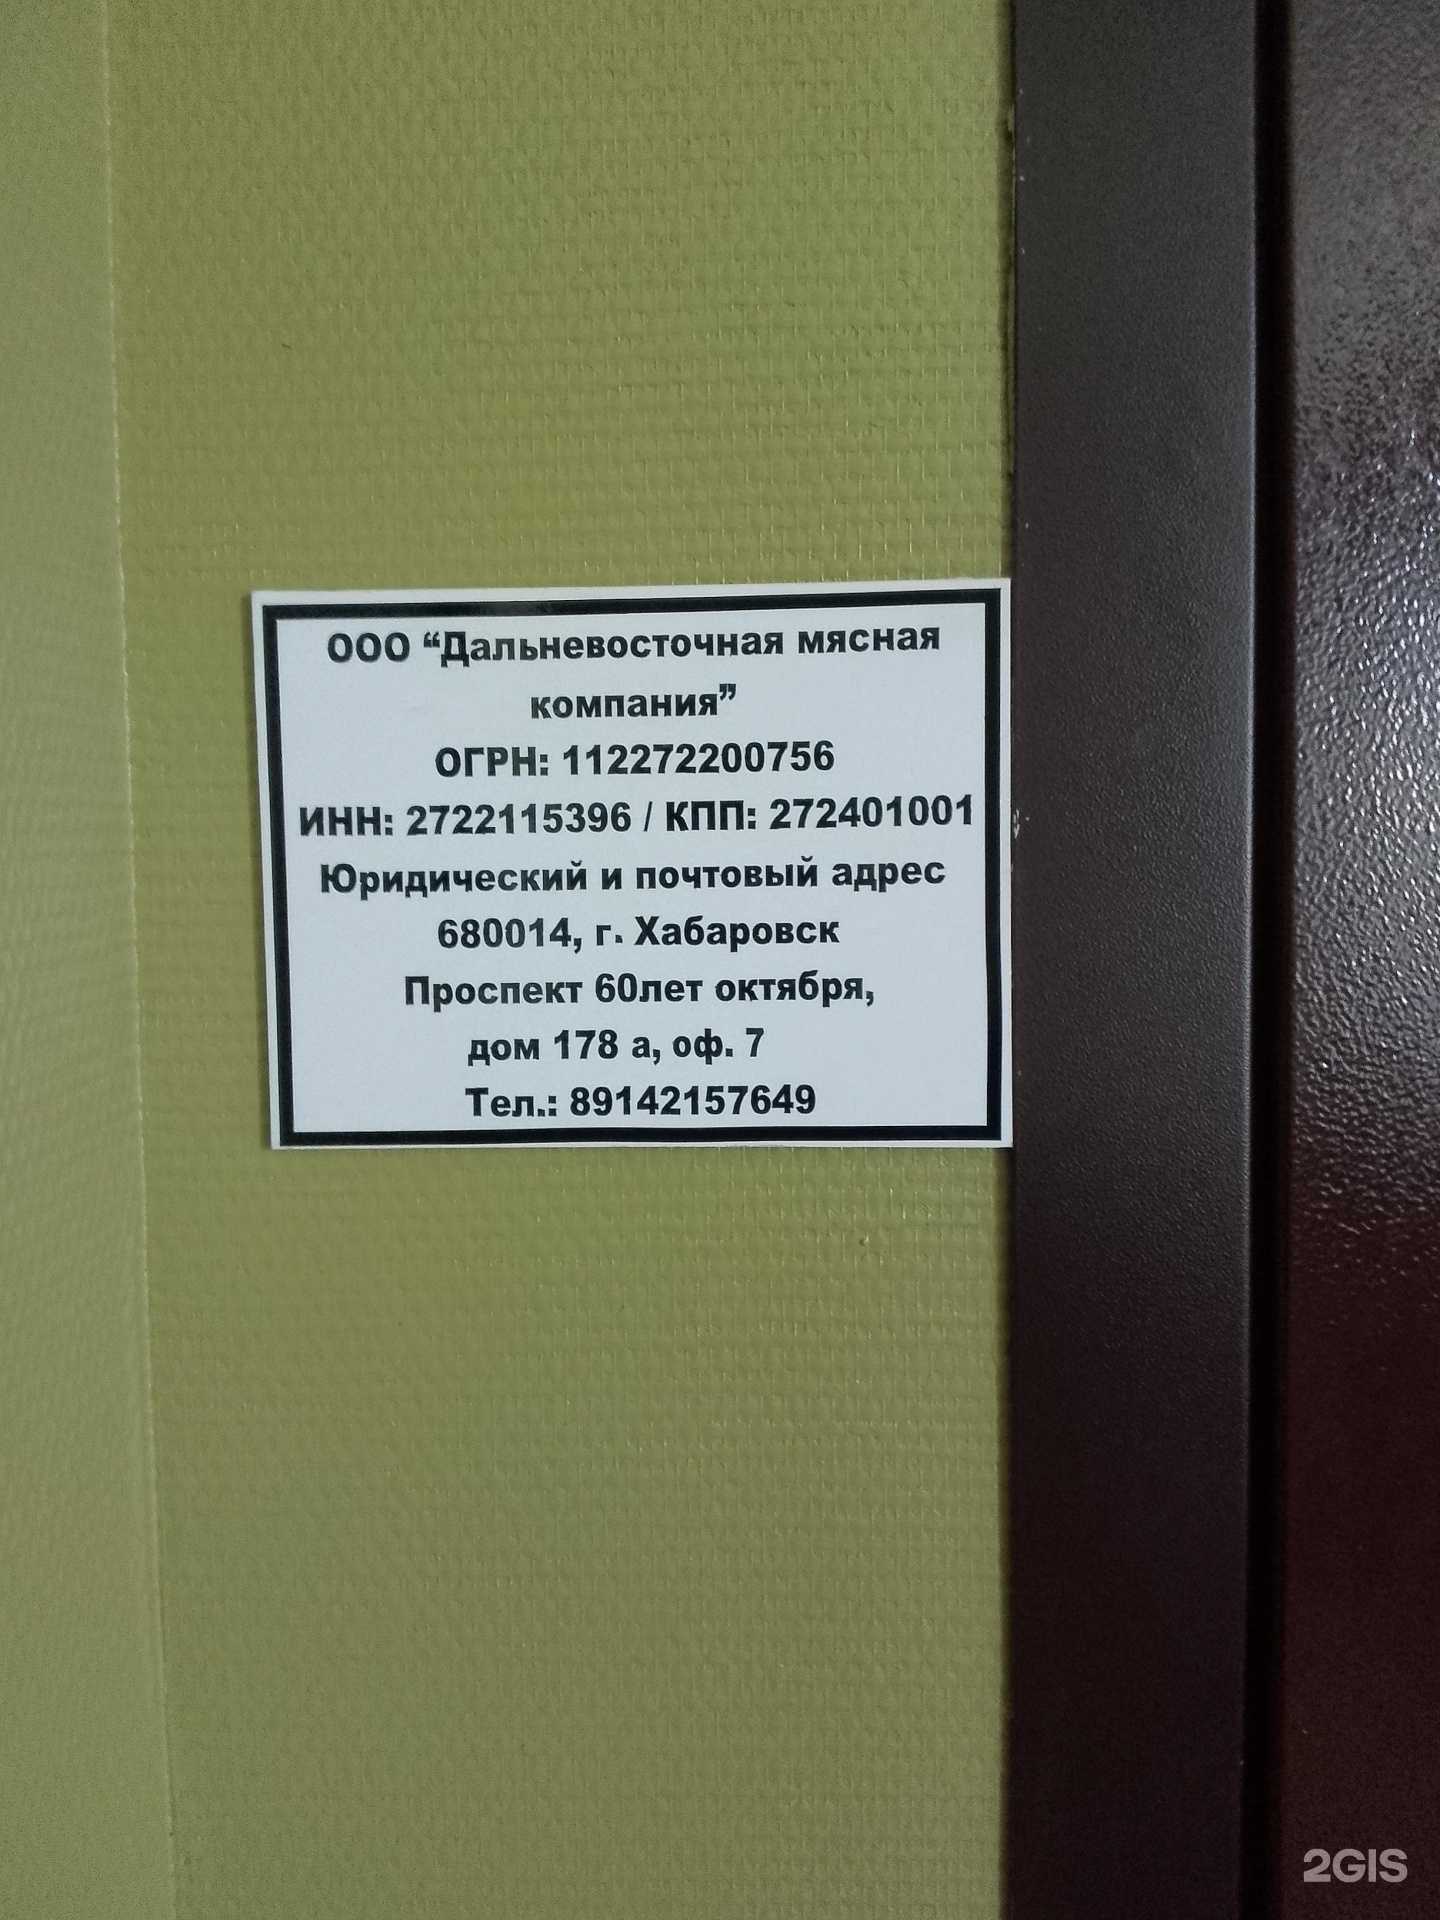 ООО “Дальневосточная мясная
компания”
ОГРН: 112272200756
ИНН: 2722115396 / КПП: 272401001
Юридический и почтовый адрес
680014, г. Хабаровск
Проспект 60лет октября,
дом 178 а, оф. 7
Тел.: 89142157649
2GIS